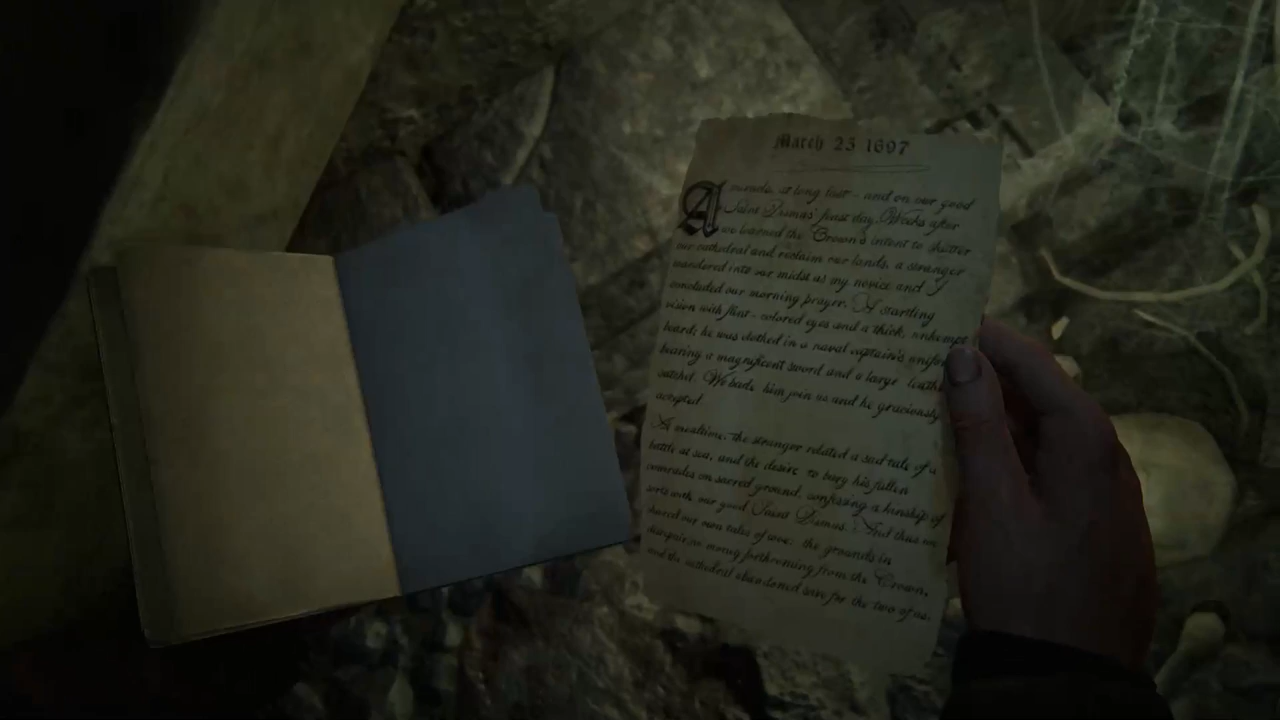 March 25 1697
A miracle, at long last - and on our good
Saint Dismas' feast day. Weeks after
we learned the Crown's intent to shutter
our cathedral and reclaim our lands, a stranger
wandered into our midst as my novice and I
concluded our morning prayer. A startling
vision with flint-colored eyes and a thick, unkempt
beard; he was clothed in a naval captain's uniform
bearing a magnificent sword and a large leather
satchel. We bade him join us and he graciously
accepted.
At mealtime, the stranger related a sad tale of a
battle at sea, and the desire to bury his fallen
comrades on sacred ground, confessing a kinship of
sorts with our good Saint Dismas. And thus we
shared our own tales of woe: the grounds in
disrepair, no money forthcoming from the Crown,
and the cathedral abandoned save for the two of us.